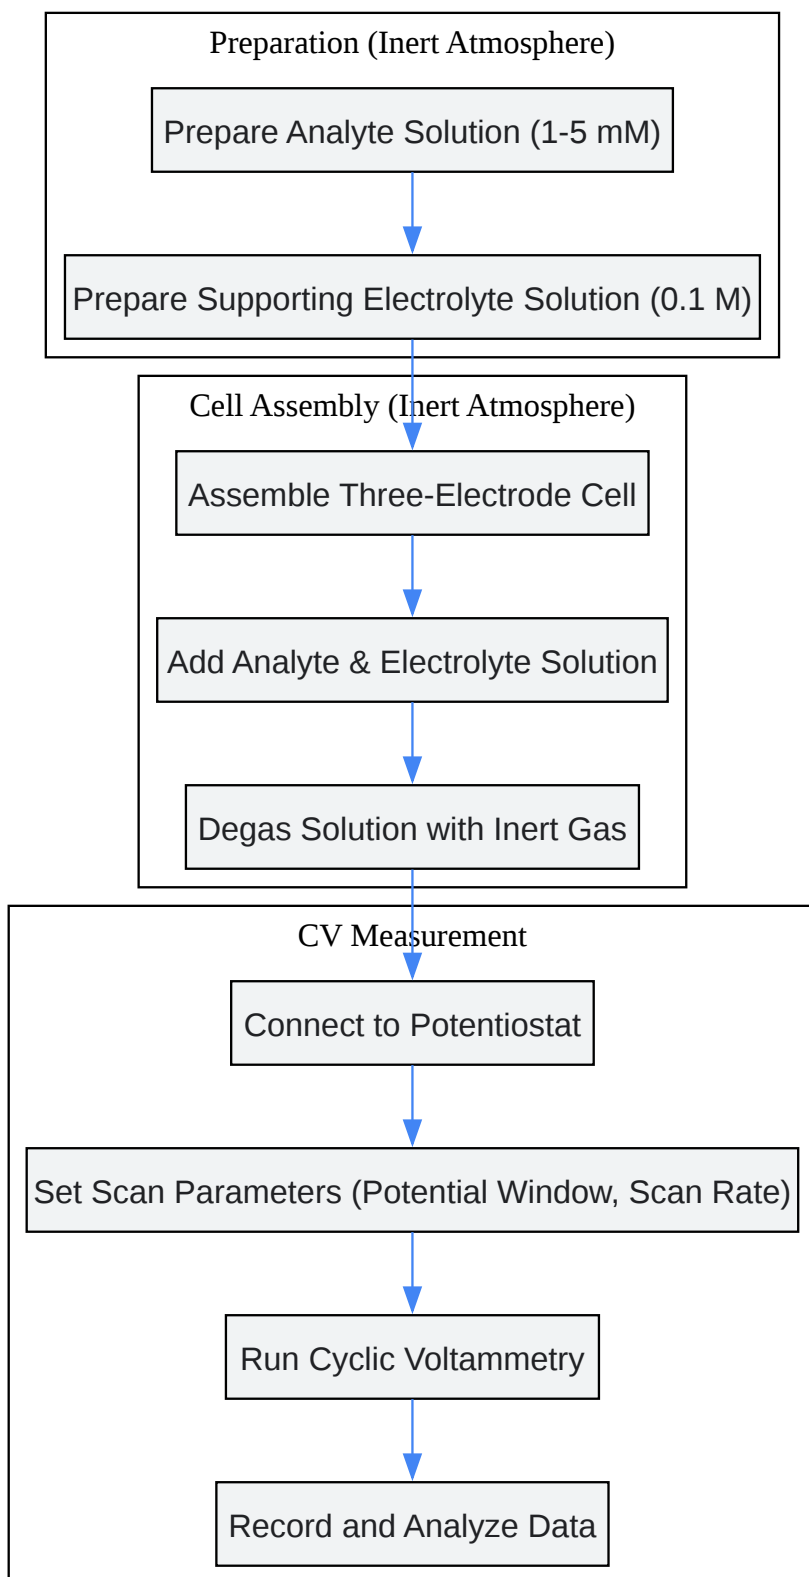 Preparation (Inert Atmosphere)
Prepare Analyte Solution (1-5 mM)
Prepare Supporting Electrolyte Solution (0.1 M)
Cell Assembly (Inert Atmosphere)
Assemble Three-Electrode Cell
Add Analyte & Electrolyte Solution
Degas Solution with Inert Gas
CV Measurement
Connect to Potentiostat
Set Scan Parameters (Potential Window, Scan Rate)
Run Cyclic Voltammetry
Record and Analyze Data